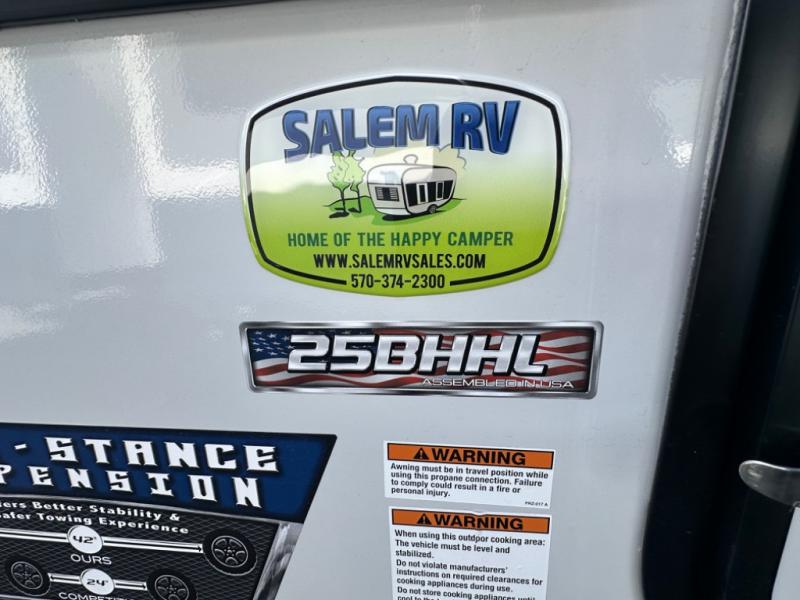 SALEM RV
HOME OF THE HAPPY CAMPER
WWW.SALEMRVSALES.COM
570-374-2300
25BHHL
ASSEMBLED IN USA
-STANCE
PENSION
Better Stability &
Towing Experience
42"
OURS
24"
WARNING
Awning must be in travel position while
using this propane connection. Failure
to comply could result in a fire or
personal injury.
WARNING
When using this outdoor cooking area:
The vehicle must be level and
stabilized.
Do not violate manufacturers'
instructions on required clearances for
cooking appliances during use.
Do not store cooking appliances until